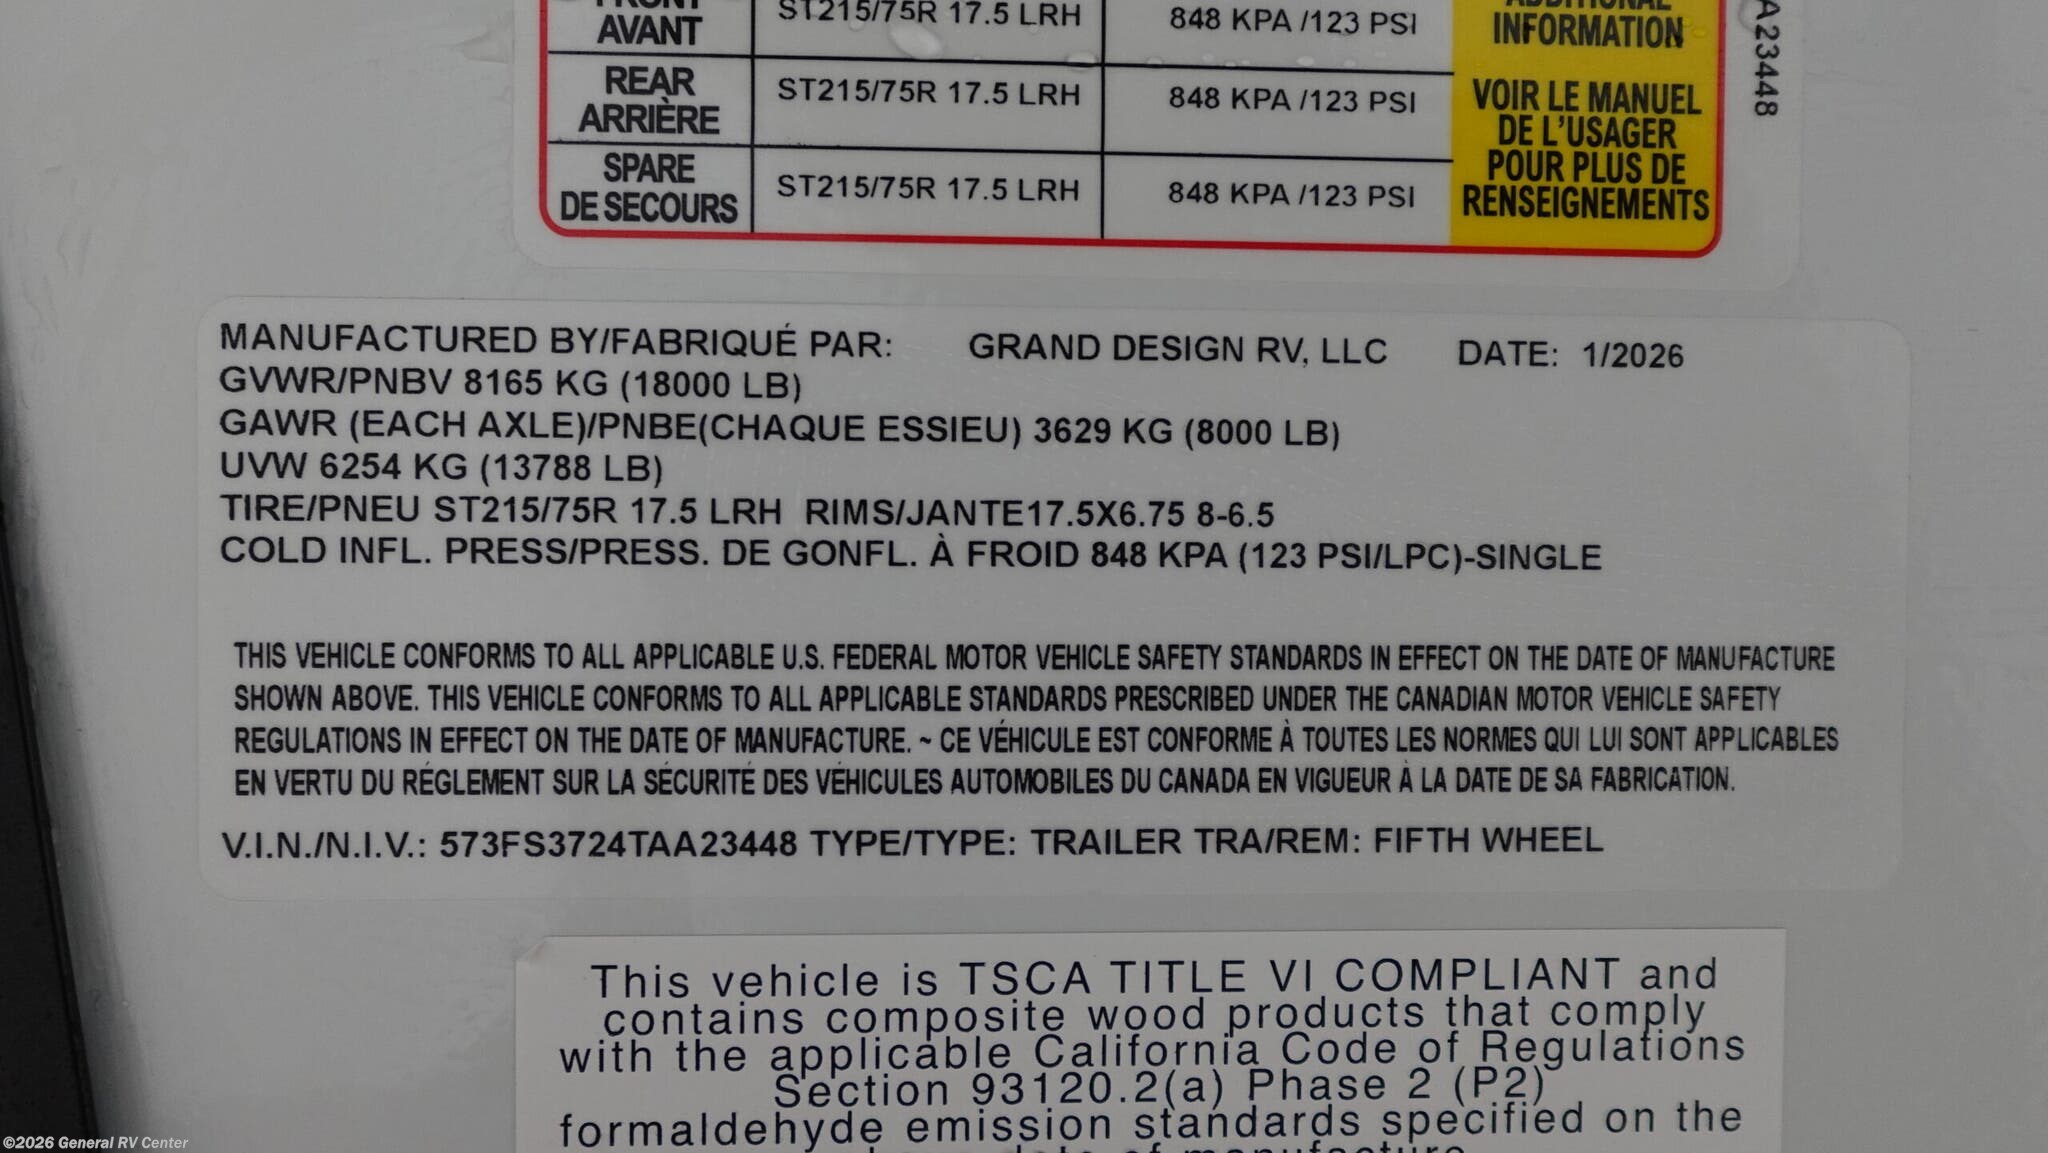 FRONT ST215/75R 17.5 LRH 848 KPA /123 PSI ADDITIONAL
AVANT INFORMATION
REAR ST215/75R 17.5 LRH 848 KPA /123 PSI VOIR LE MANUEL
ARRIÈRE DE L'USAGER
SPARE ST215/75R 17.5 LRH 848 KPA /123 PSI POUR PLUS DE
DE SECOURS RENSEIGNEMENTS
A23448
MANUFACTURED BY/FABRIQUÉ PAR: GRAND DESIGN RV, LLC DATE: 1/2026
GVWR/PNBV 8165 KG (18000 LB)
GAWR (EACH AXLE)/PNBE(CHAQUE ESSIEU) 3629 KG (8000 LB)
UVW 6254 KG (13788 LB)
TIRE/PNEU ST215/75R 17.5 LRH RIMS/JANTE17.5X6.75 8-6.5
COLD INFL. PRESS/PRESS. DE GONFL. À FROID 848 KPA (123 PSI/LPC)-SINGLE
THIS VEHICLE CONFORMS TO ALL APPLICABLE U.S. FEDERAL MOTOR VEHICLE SAFETY STANDARDS IN EFFECT ON THE DATE OF MANUFACTURE
SHOWN ABOVE. THIS VEHICLE CONFORMS TO ALL APPLICABLE STANDARDS PRESCRIBED UNDER THE CANADIAN MOTOR VEHICLE SAFETY
REGULATIONS IN EFFECT ON THE DATE OF MANUFACTURE. ~ CE VÉHICULE EST CONFORME À TOUTES LES NORMES QUI LUI SONT APPLICABLES
EN VERTU DU RÉGLEMENT SUR LA SÉCURITÉ DES VÉHICULES AUTOMOBILES DU CANADA EN VIGUEUR À LA DATE DE SA FABRICATION.
V.I.N./N.I.V.: 573FS3724TAA23448 TYPE/TYPE: TRAILER TRA/REM: FIFTH WHEEL
This vehicle is TSCA TITLE VI COMPLIANT and
contains composite wood products that comply
with the applicable California Code of Regulations
Section 93120.2(a) Phase 2 (P2)
formaldehyde emission standards specified on the
date of manufacture
©2026 General RV Center